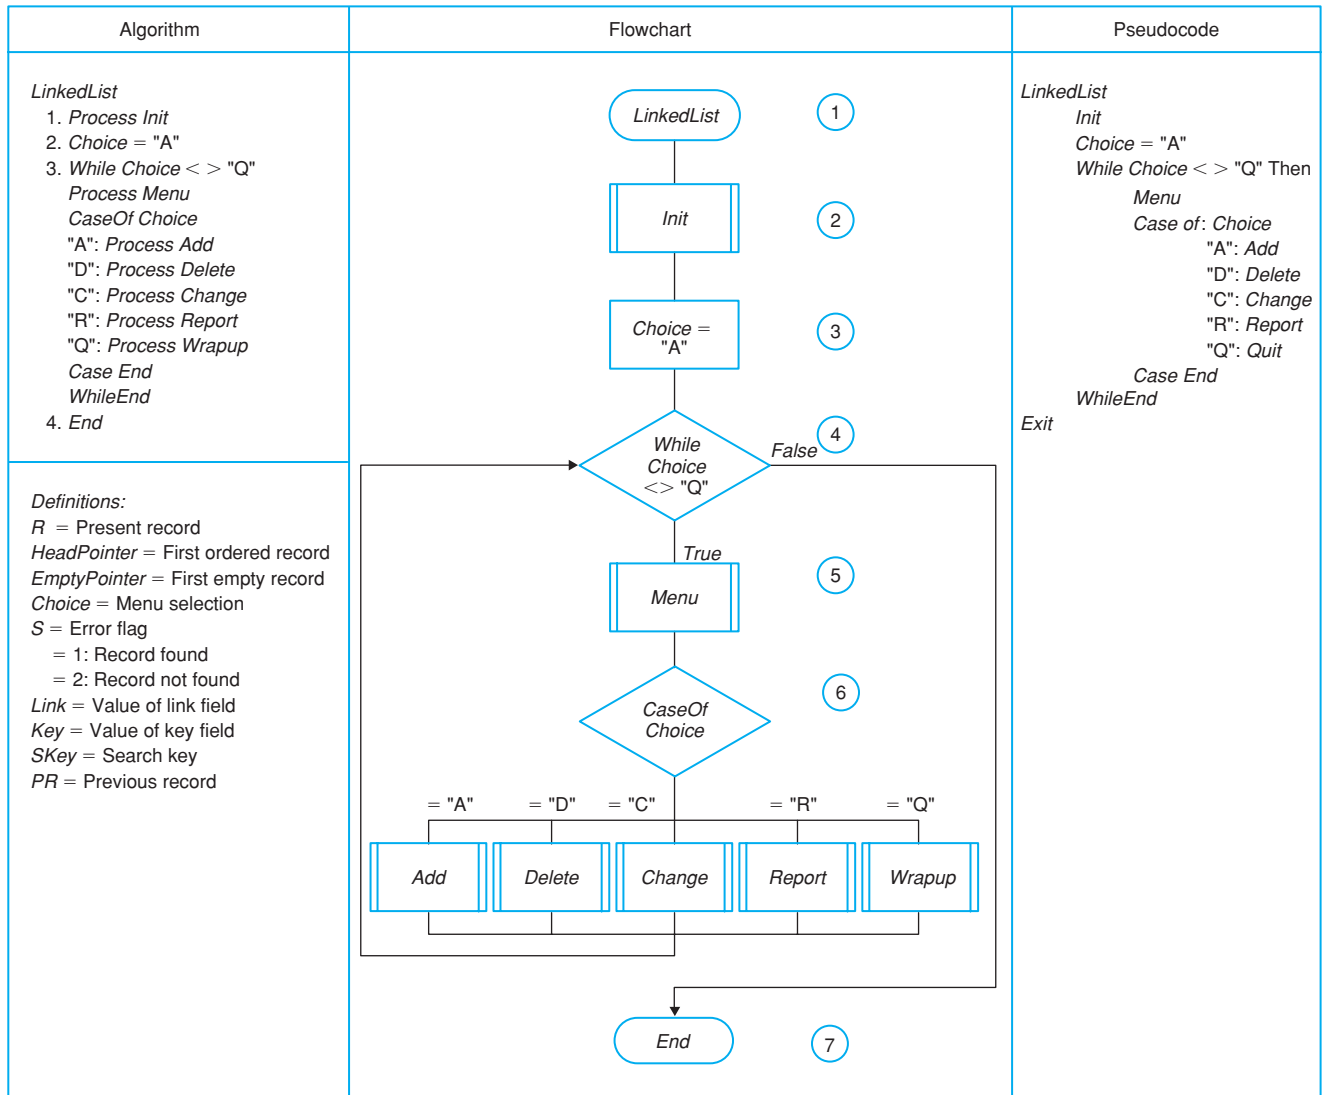 Algorithm
LinkedList
1. Process Init
2. Choice = "A"
3. While Choice < > "Q"
Process Menu
CaseOf Choice
"A": Process Add
"D": Process Delete
"C": Process Change
"R": Process Report
"Q": Process Wrapup
Case End
WhileEnd
4. End
Definitions:
R = Present record
HeadPointer = First ordered record
EmptyPointer = First empty record
Choice = Menu selection
S = Error flag
= 1: Record found
= 2: Record not found
Link = Value of link field
Key = Value of key field
SKey = Search key
PR = Previous record
Flowchart
LinkedList
1
Init
2
Choice =
"A"
3
While
Choice
<> "Q"
False
4
True
Menu
5
CaseOf
Choice
6
= "A"
= "D"
= "C"
= "R"
= "Q"
Add
Delete
Change
Report
Wrapup
End
7
Pseudocode
LinkedList
Init
Choice = "A"
While Choice < > "Q" Then
Menu
Case of: Choice
"A": Add
"D": Delete
"C": Change
"R": Report
"Q": Quit
Case End
WhileEnd
Exit